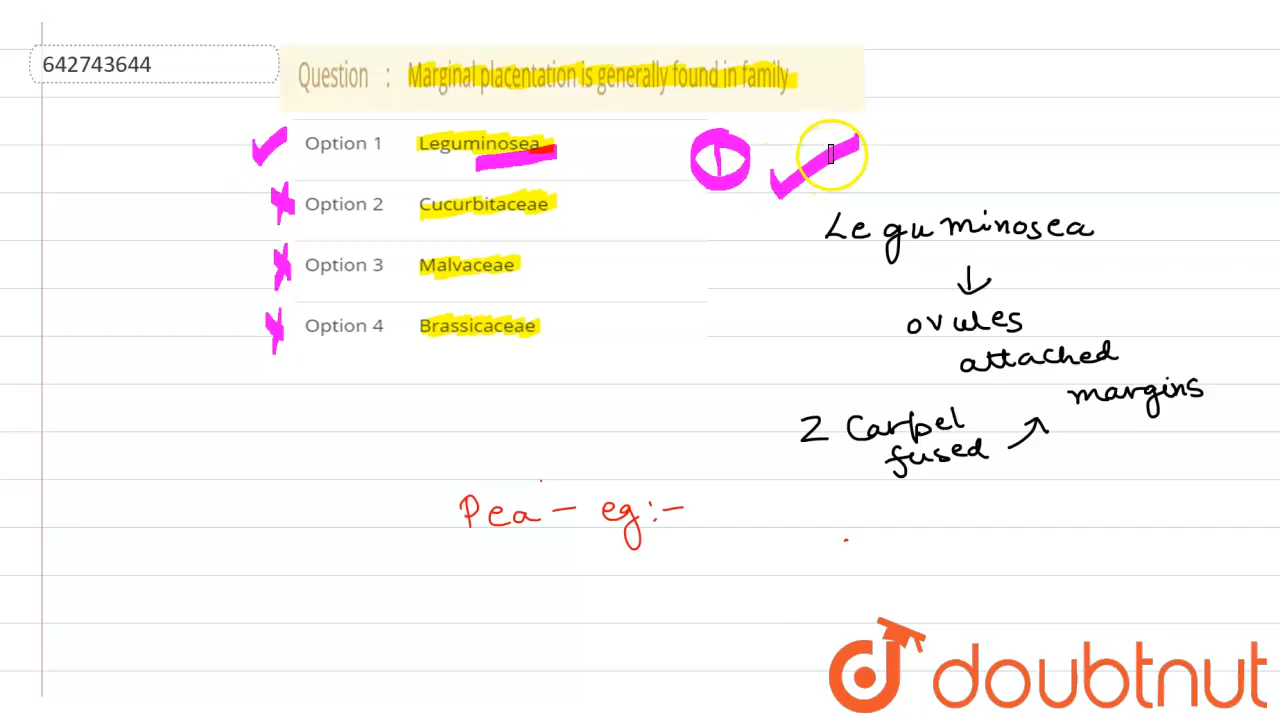 642743644
Question : Marginal placentation is generally found in family
Option 1 Leguminosea
Option 2 Cucurbitaceae
Option 3 Malvaceae
Option 4 Brassicaceae
1
Leguminosea
ovules
attached
margins
2 Carpel
fused
Pea - eg:-
doubtnut